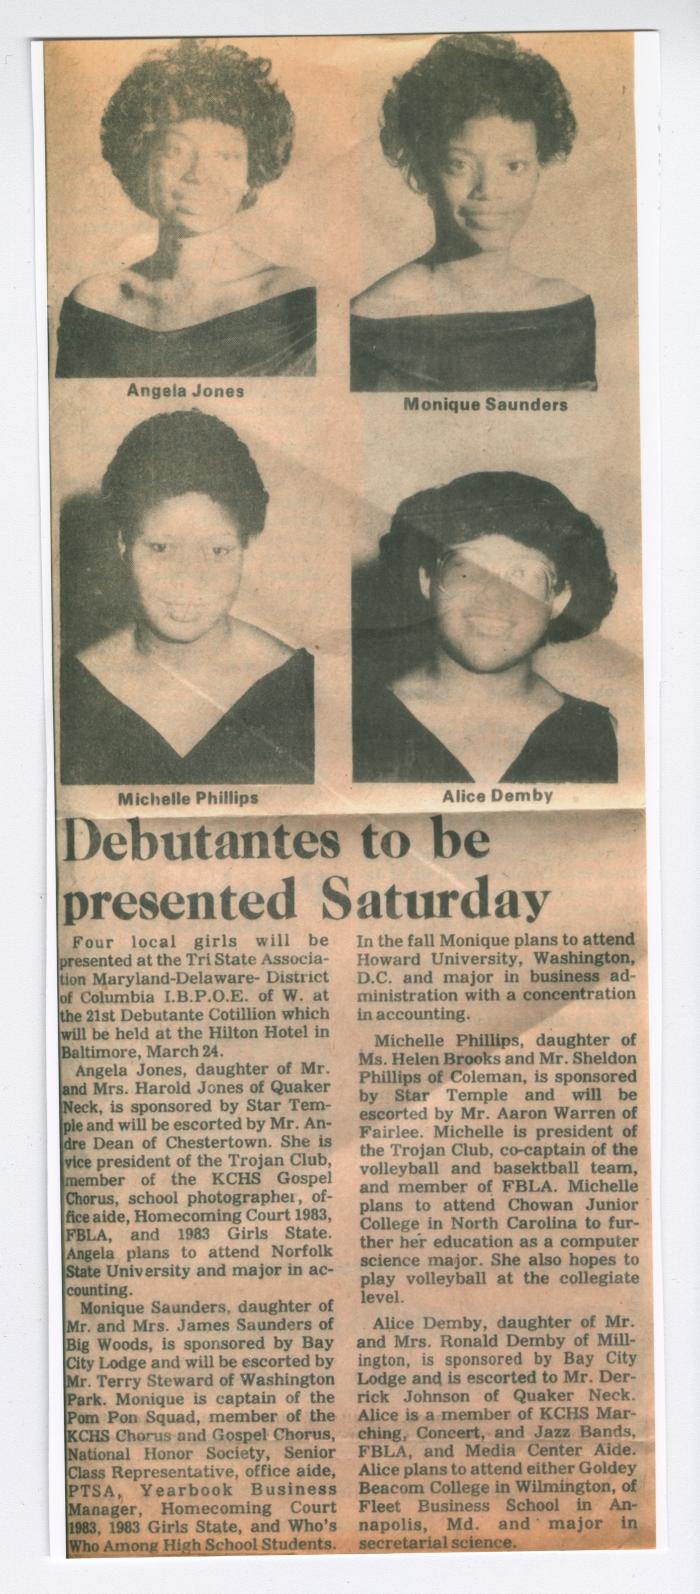 Angela Jones
Monique Saunders
Michelle Phillips
Alice Demby
Debutantes to be
presented Saturday
Four local girls will be
presented at the Tri State Associa-
tion Maryland-Delaware- District
of Columbia I.B.P.O.E. of W. at
the 21st Debutante Cotillion which
will be held at the Hilton Hotel in
Baltimore, March 24.
Angela Jones, daughter of Mr.
and Mrs. Harold Jones of Quaker
Neck, is sponsored by Star Tem-
ple and will be escorted by Mr. An-
dre Dean of Chestertown. She is
vice president of the Trojan Club,
member of the KCHS Gospel
Chorus, school photographer, of-
fice aide, Homecoming Court 1983,
FBLA, and 1983 Girls State.
Angela plans to attend Norfolk
State University and major in ac-
counting.
Monique Saunders, daughter of
Mr. and Mrs. James Saunders of
Big Woods, is sponsored by Bay
City Lodge and will be escorted by
Mr. Terry Steward of Washington
Park. Monique is captain of the
Pom Pon Squad, member of the
KCHS Chorus and Gospel Chorus,
National Honor Society, Senior
Class Representative, office aide,
PTSA, Yearbook Business
Manager, Homecoming Court
1983, 1983 Girls State, and Who's
Who Among High School Students.
In the fall Monique plans to attend
Howard University, Washington,
D.C. and major in business ad-
ministration with a concentration
in accounting.
Michelle Phillips, daughter of
Ms. Helen Brooks and Mr. Sheldon
Phillips of Coleman, is sponsored
by Star Temple and will be
escorted by Mr. Aaron Warren of
Fairlee. Michelle is president of
the Trojan Club, co-captain of the
volleyball and basektball team,
and member of FBLA. Michelle
plans to attend Chowan Junior
College in North Carolina to fur-
ther her education as a computer
science major. She also hopes to
play volleyball at the collegiate
level.
Alice Demby, daughter of Mr.
and Mrs. Ronald Demby of Mill-
ington, is sponsored by Bay City
Lodge and is escorted to Mr. Der-
rick Johnson of Quaker Neck.
Alice is a member of KCHS Mar-
ching, Concert, and Jazz Bands,
FBLA, and Media Center Aide.
Alice plans to attend either Goldey
Beacom College in Wilmington, of
Fleet Business School in An-
napolis, Md. and major in
secretarial science.